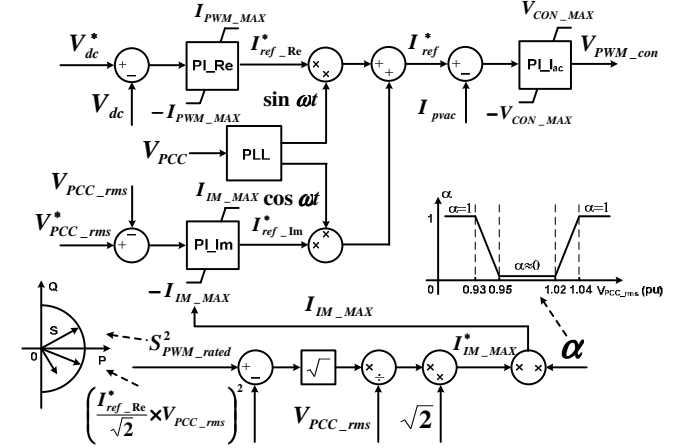 I_PWM_MAX
V*_dc
+
−
PI_Re
I*_ref_Re
×
×
+
+
I*_ref
+
−
V_CON_MAX
PI_I_ac
V_PWM_con
V_dc
−I_PWM_MAX
sin ωt
I_pvac
−V_CON_MAX
V_PCC
PLL
V_PCC_rms
I_IM_MAX
cos ωt
V*_PCC_rms
+
−
PI_Im
I*_ref_Im
×
×
−I_IM_MAX
α
1
α=1
α=1
α≈0
0
0.93 0.95
1.02 1.04
V_PCC_rms (pu)
Q
S
0
P
I_IM_MAX
S²_PWM_rated
+
−
√
×
÷
×
×
I*_IM_MAX
×
×
α
(I*_ref_Re / √2 × V_PCC_rms)²
V_PCC_rms
√2